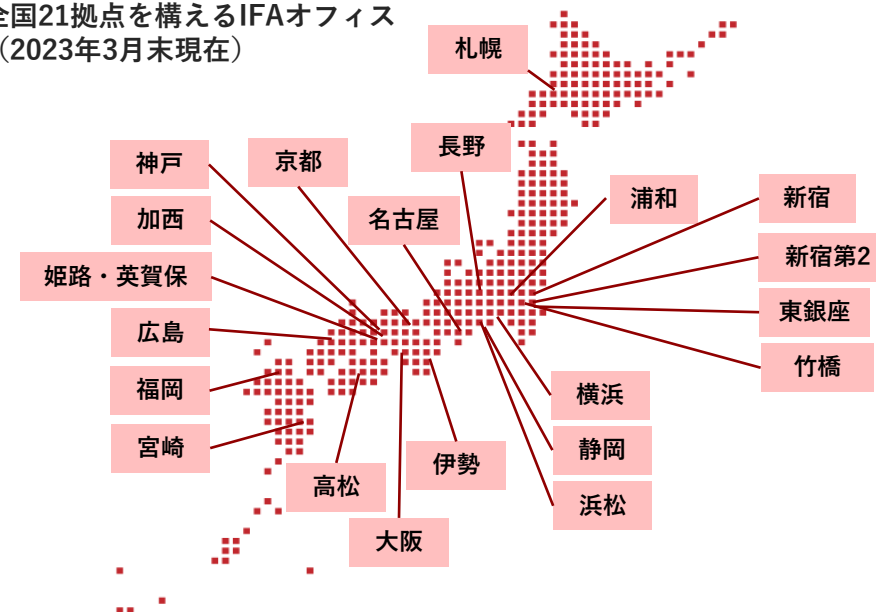 全国21拠点を構えるIFAオフィス
（2023年3月末現在）
札幌
長野
神戸
京都
浦和
新宿
加西
名古屋
新宿第2
姫路・英賀保
東銀座
広島
竹橋
福岡
横浜
宮崎
静岡
伊勢
高松
浜松
大阪